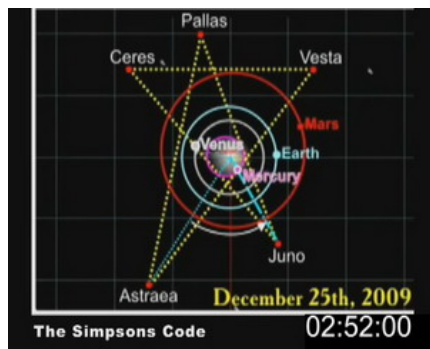 Pallas
Ceres
Vesta
Mars
Venus
Earth
Mercury
Juno
Astraea
December 25th, 2009
The Simpsons Code
02:52:00